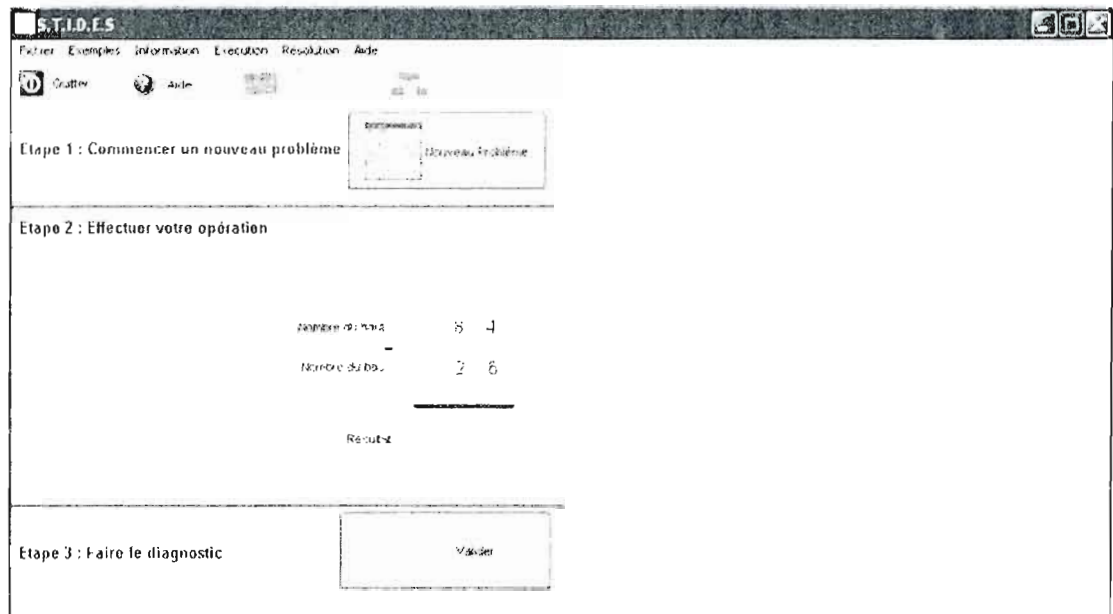 S.T.I.D.E.S
Fichier Exemples Information Execution Résolution Aide
Quitter Aide
Etape 1 : Commencer un nouveau problème
Nouveau Problème
Etape 2 : Effectuer votre opération
Nombre du haut 8 4
-
Nombre du bas 2 6
Résultat
Etape 3 : Faire le diagnostic
Valider